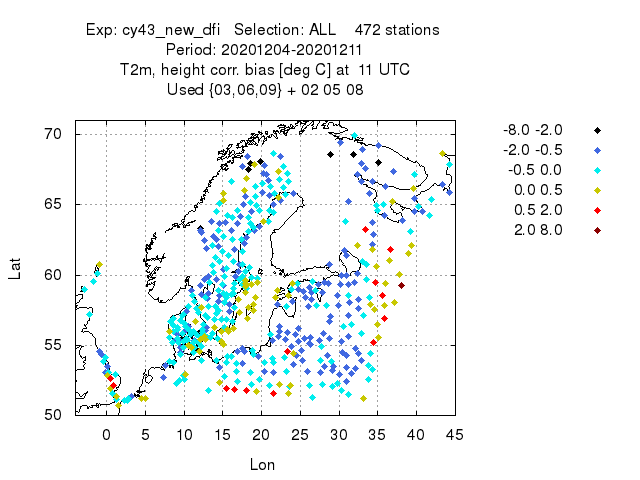 Exp: cy43_new_dfi   Selection: ALL    472 stations
Period: 20201204-20201211
T2m, height corr. bias [deg C] at  11 UTC
Used {03,06,09} + 02 05 08
-8.0 -2.0
-2.0 -0.5
-0.5 0.0
0.0 0.5
0.5 2.0
2.0 8.0
70
65
60
55
50
Lat
0 5 10 15 20 25 30 35 40 45
Lon